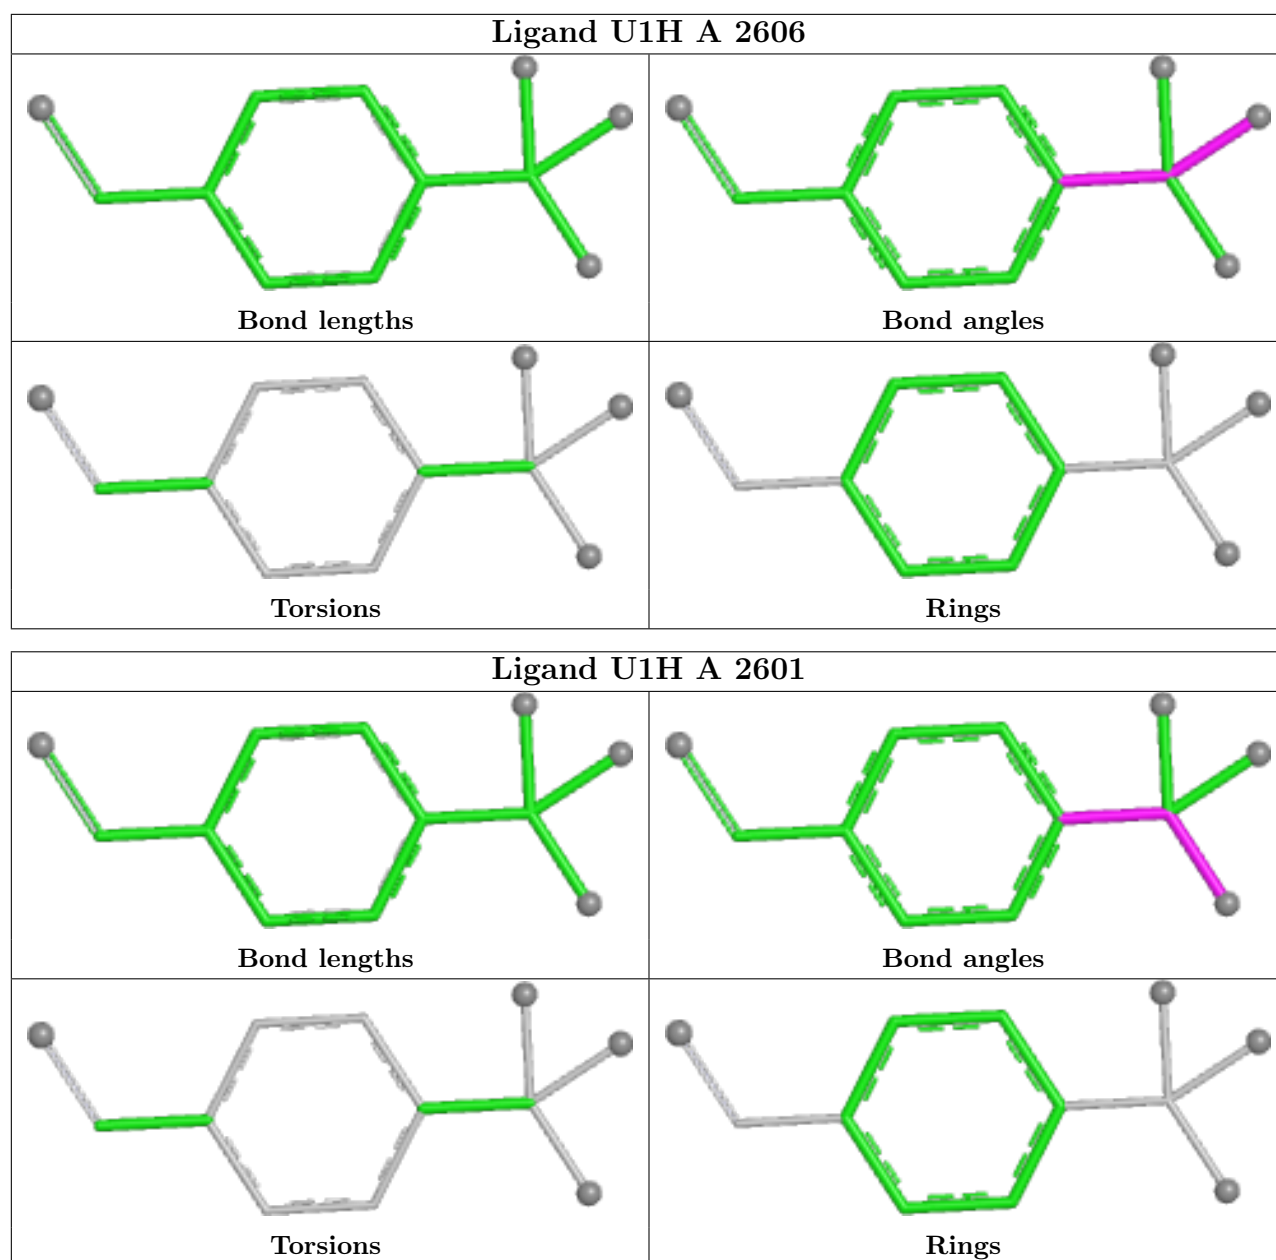 Ligand U1H A 2606
Bond lengths
Bond angles
Torsions
Rings
Ligand U1H A 2601
Bond lengths
Bond angles
Torsions
Rings